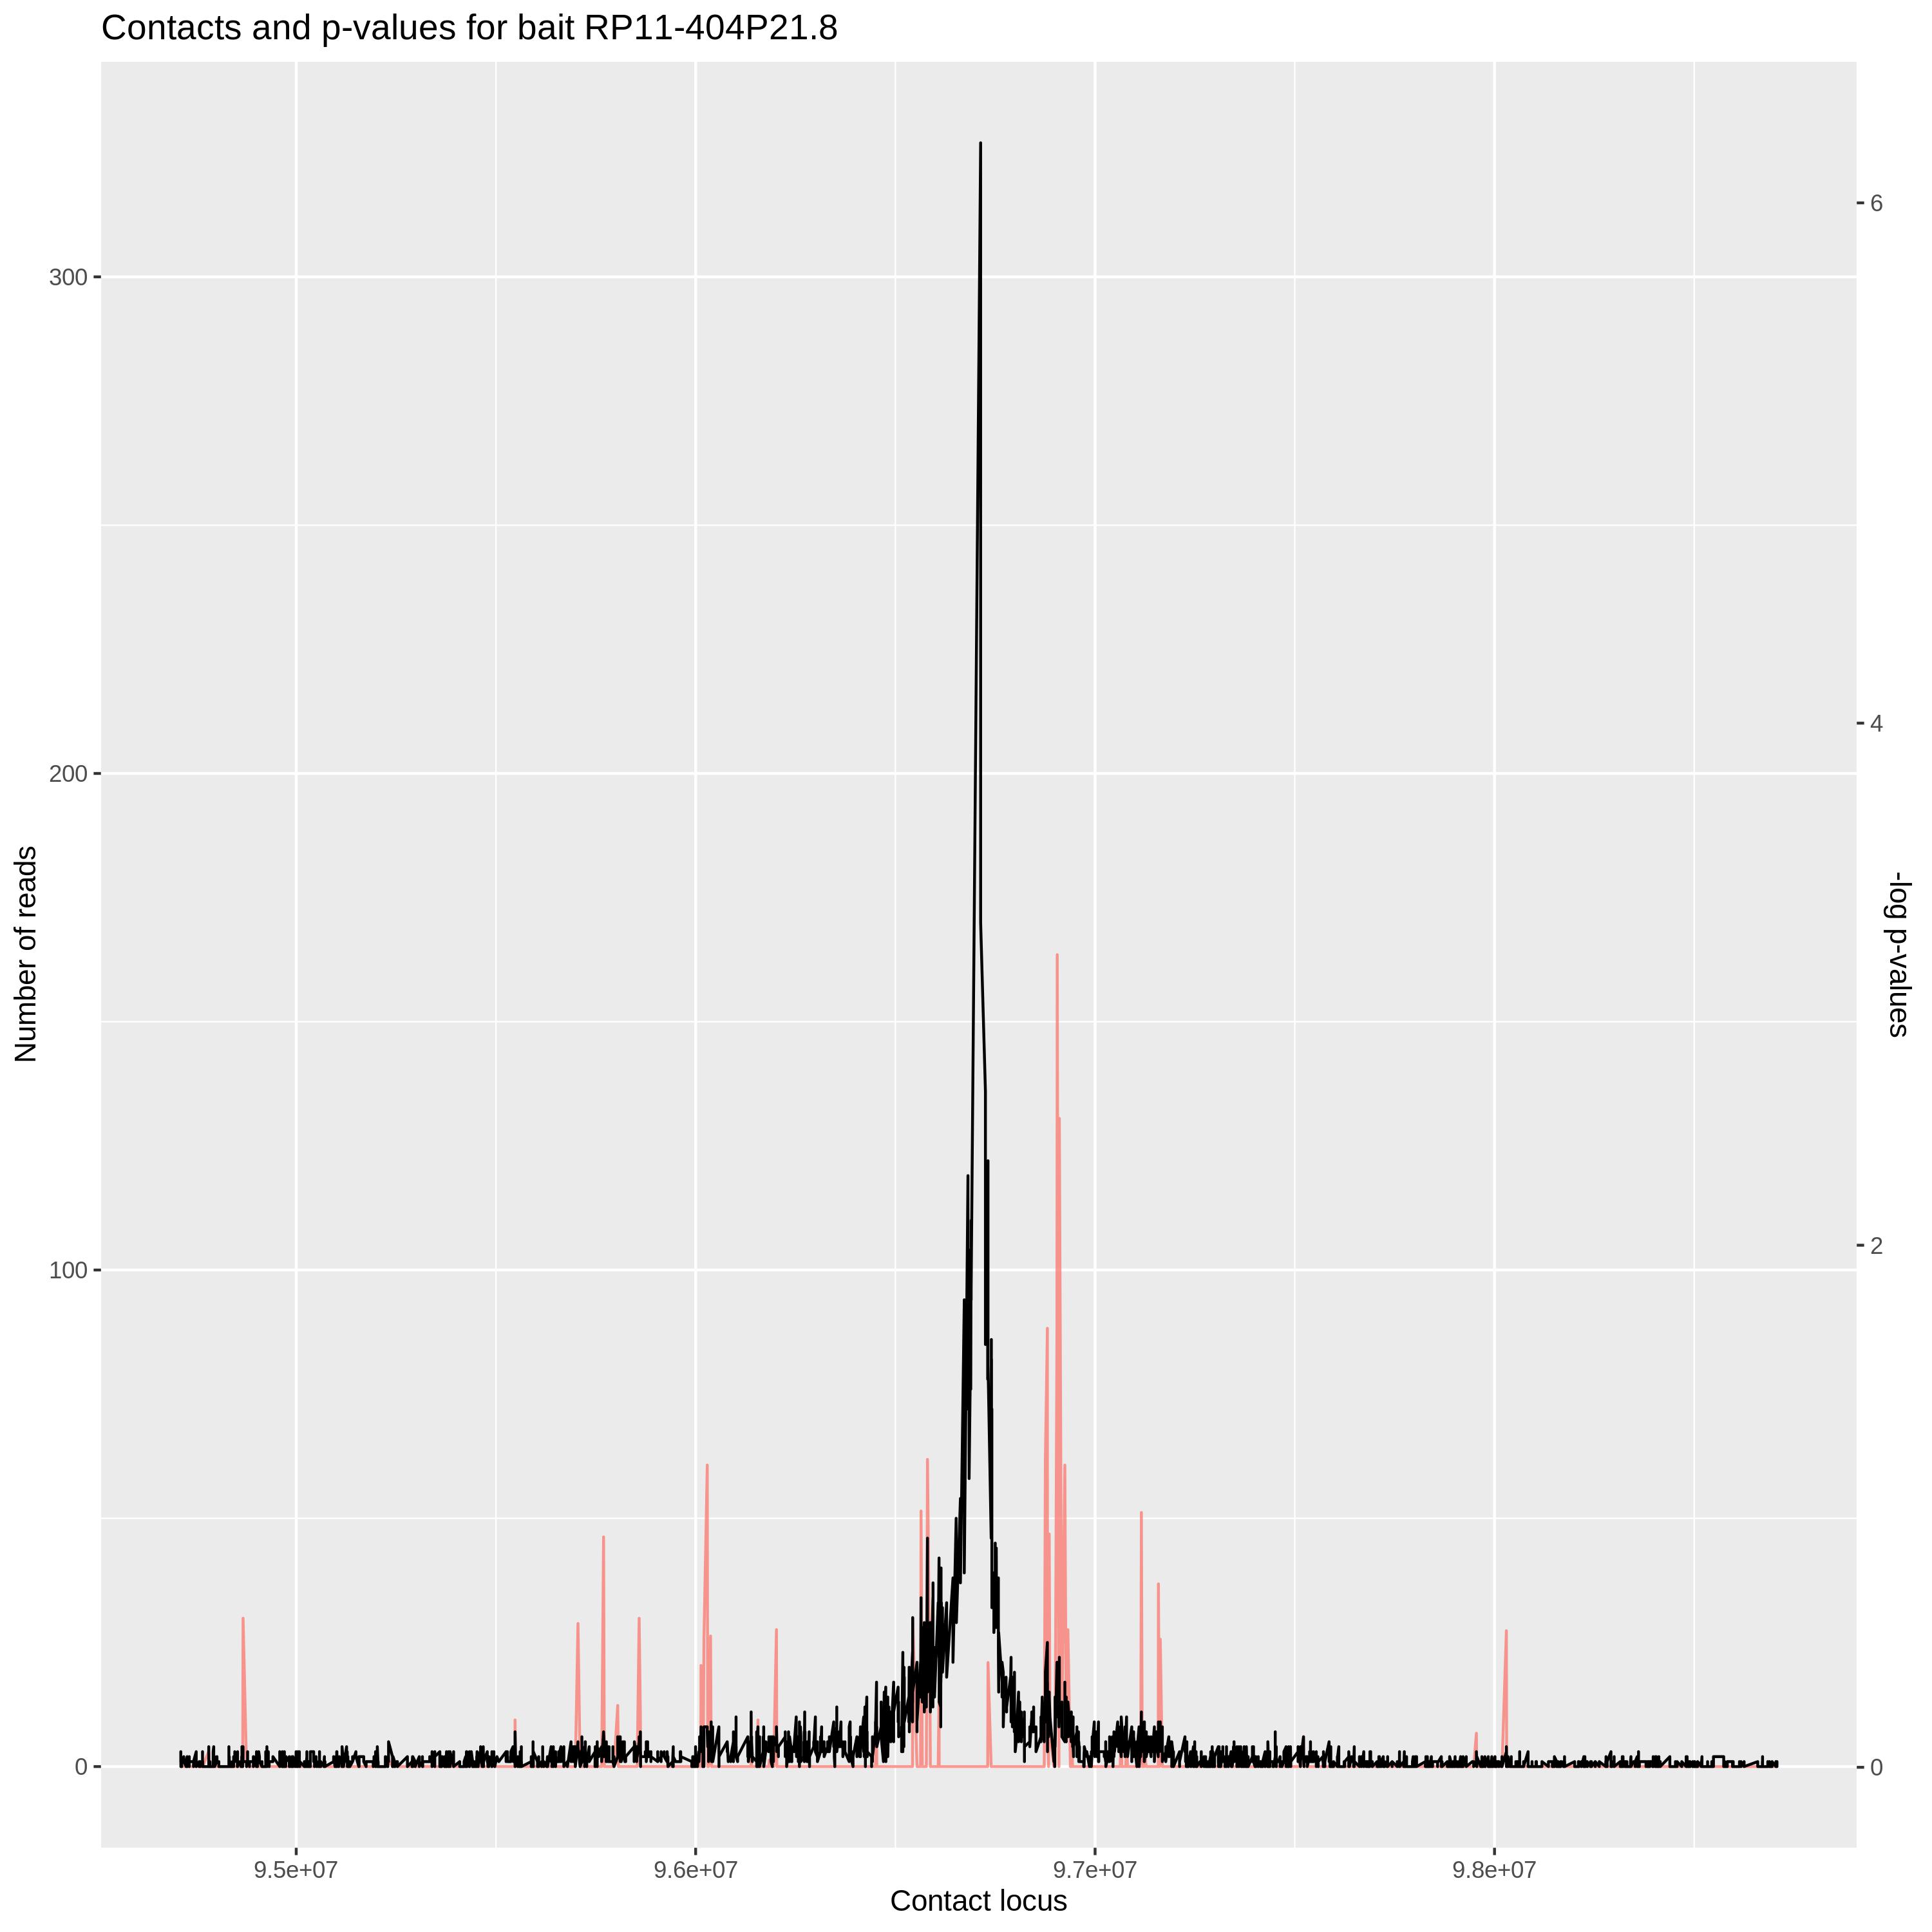 Contacts and p-values for bait RP11-404P21.8
Number of reads
300
200
100
0
6
4
2
0
-log p-values
9.5e+07
9.6e+07
9.7e+07
9.8e+07
Contact locus